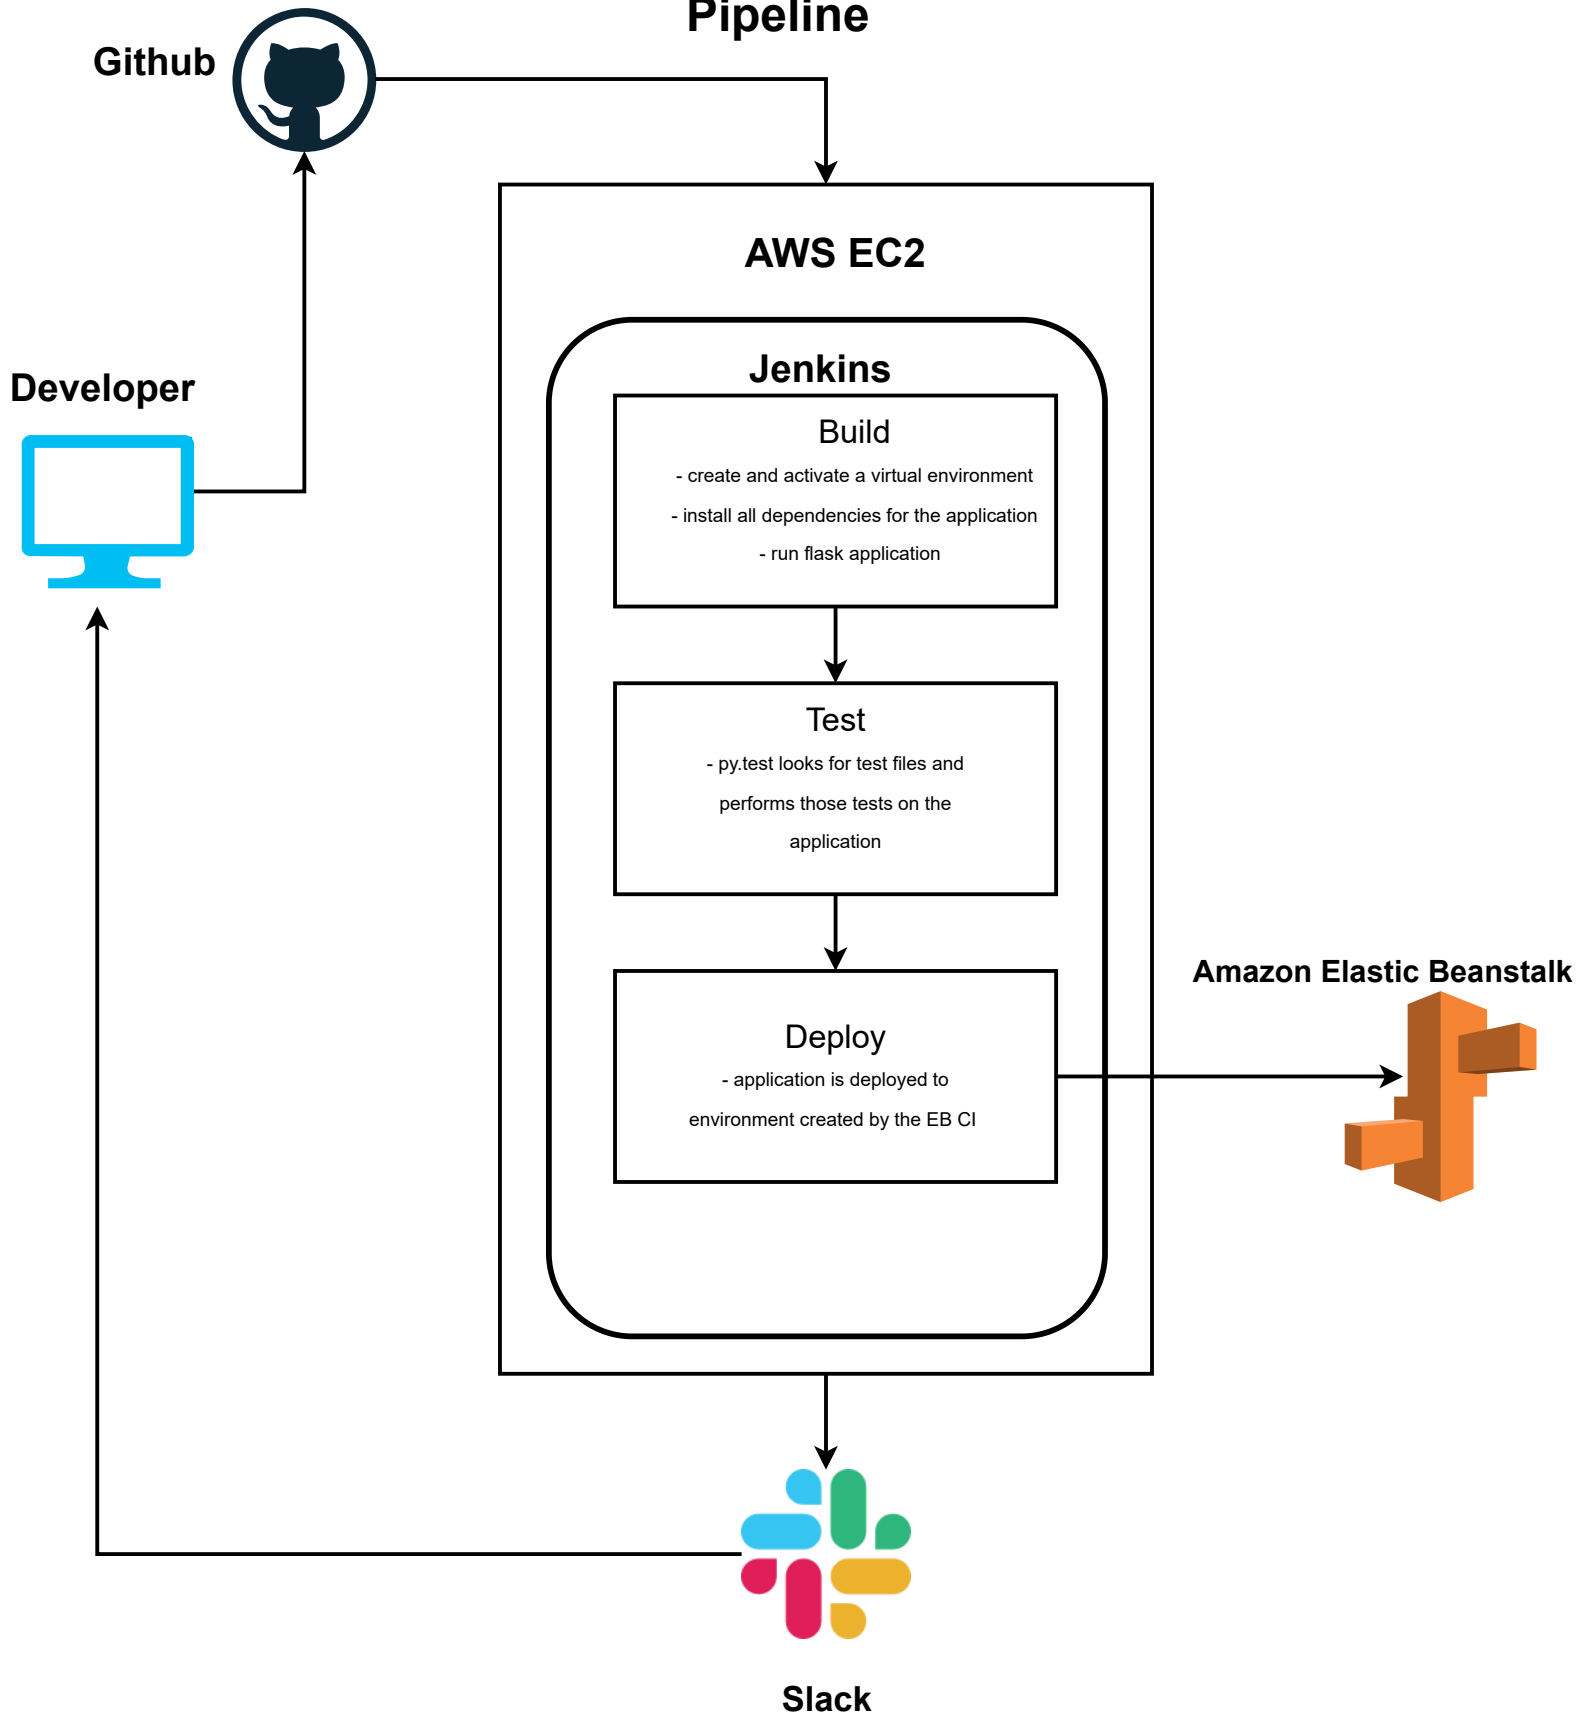 Pipeline
Github
AWS EC2
Jenkins
Developer
Build
- create and activate a virtual environment
- install all dependencies for the application
- run flask application
Test
- py.test looks for test files and
performs those tests on the
application
Amazon Elastic Beanstalk
Deploy
- application is deployed to
environment created by the EB CI
Slack